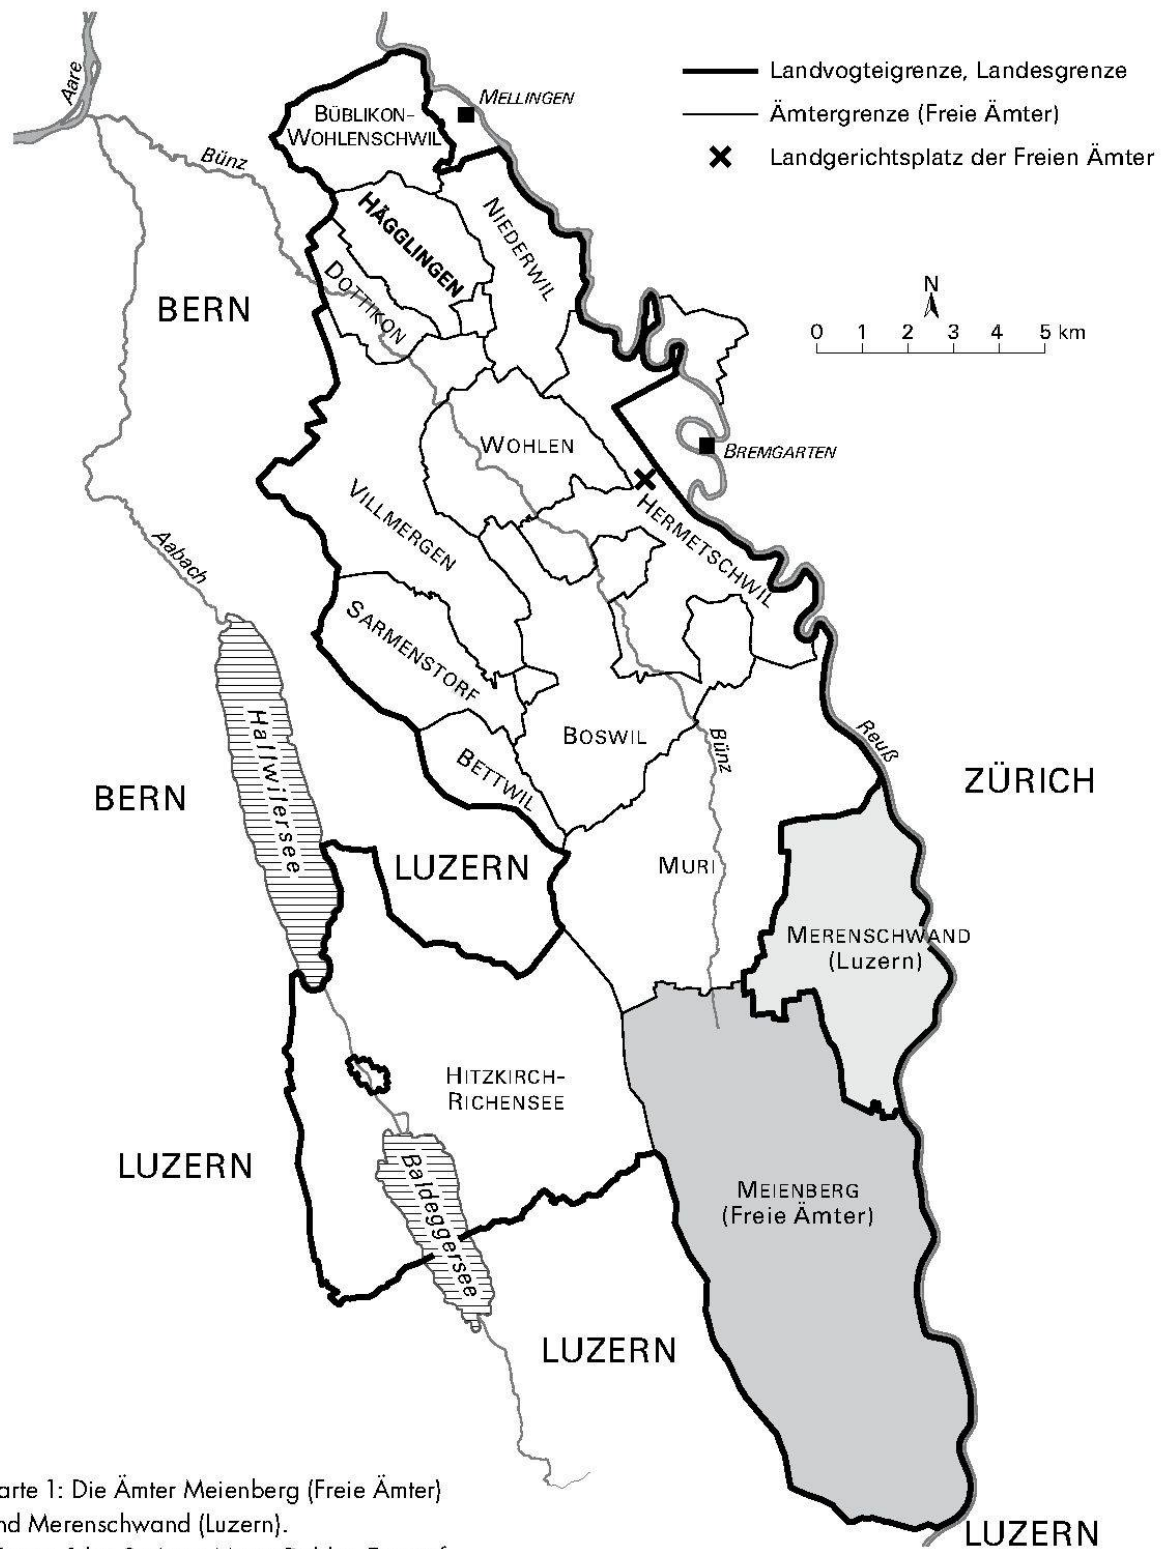 Aare
MELLINGEN
BÜBLIKON-
WOHLENSCHWIL
Landvogteigrenze, Landesgrenze
Ämtergrenze (Freie Ämter)
Landgerichtsplatz der Freien Ämter
Bünz
HÄGGLINGEN
NIEDERWIL
DOTTIKON
BERN
N
0 1 2 3 4 5 km
WOHLEN
BREMGARTEN
VILLMERGEN
HERMETSCHWIL
Aabach
SARMENSTORF
Hallwilersee
BOSWIL
Bünz
Reuß
BETTWIL
ZÜRICH
BERN
LUZERN
MURI
MERENSCHWAND
(Luzern)
HITZKIRCH-
RICHENSEE
LUZERN
Baldeggersee
MEIENBERG
(Freie Ämter)
LUZERN
arte 1: Die Ämter Meienberg (Freie Ämter)
nd Merenschwand (Luzern).
LUZERN